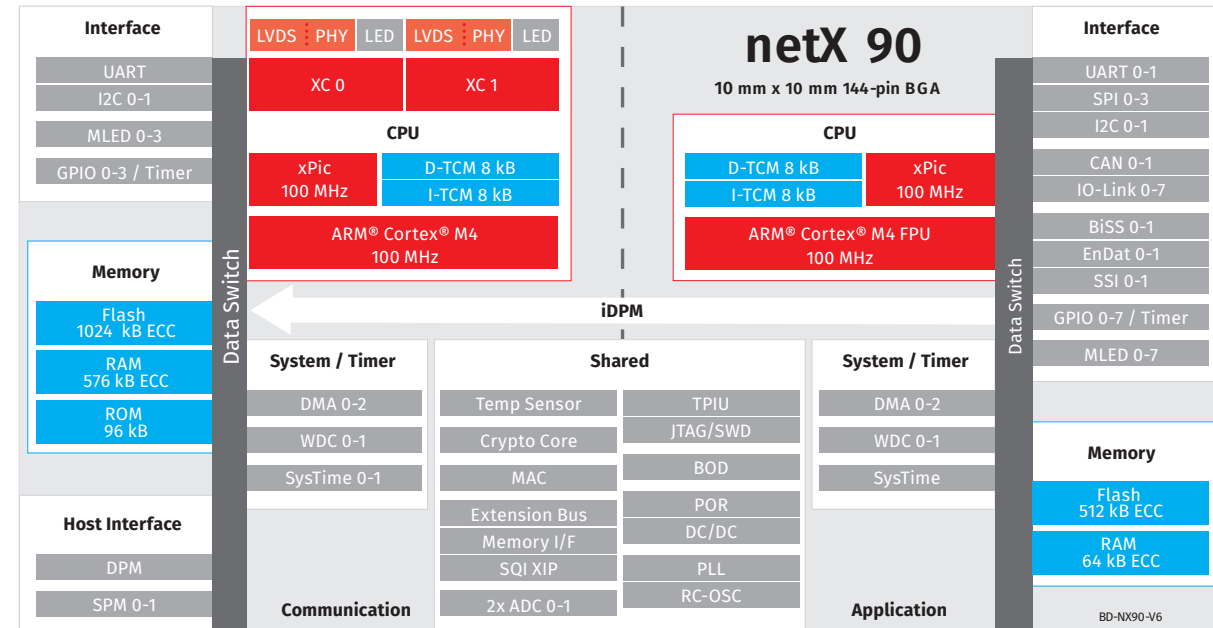 Interface
UART
I2C 0-1
MLED 0-3
GPIO 0-3 / Timer
Memory
Flash
1024 kB ECC
RAM
576 kB ECC
ROM
96 kB
Host Interface
DPM
SPM 0-1
Data Switch
LVDS PHY LED LVDS PHY LED
XC 0 XC 1
CPU
xPic
100 MHz
D-TCM 8 kB
I-TCM 8 kB
ARM® Cortex® M4
100 MHz
netX 90
10 mm x 10 mm 144-pin BGA
CPU
D-TCM 8 kB
I-TCM 8 kB
xPic
100 MHz
ARM® Cortex® M4 FPU
100 MHz
iDPM
System / Timer
DMA 0-2
WDC 0-1
SysTime 0-1
Communication
Shared
Temp Sensor
Crypto Core
MAC
Extension Bus
Memory I/F
SQI XIP
2x ADC 0-1
TPIU
JTAG/SWD
BOD
POR
DC/DC
PLL
RC-OSC
System / Timer
DMA 0-2
WDC 0-1
SysTime
Application
Data Switch
Interface
UART 0-1
SPI 0-3
I2C 0-1
CAN 0-1
IO-Link 0-7
BiSS 0-1
EnDat 0-1
SSI 0-1
GPIO 0-7 / Timer
MLED 0-7
Memory
Flash
512 kB ECC
RAM
64 kB ECC
BD-NX90-V6